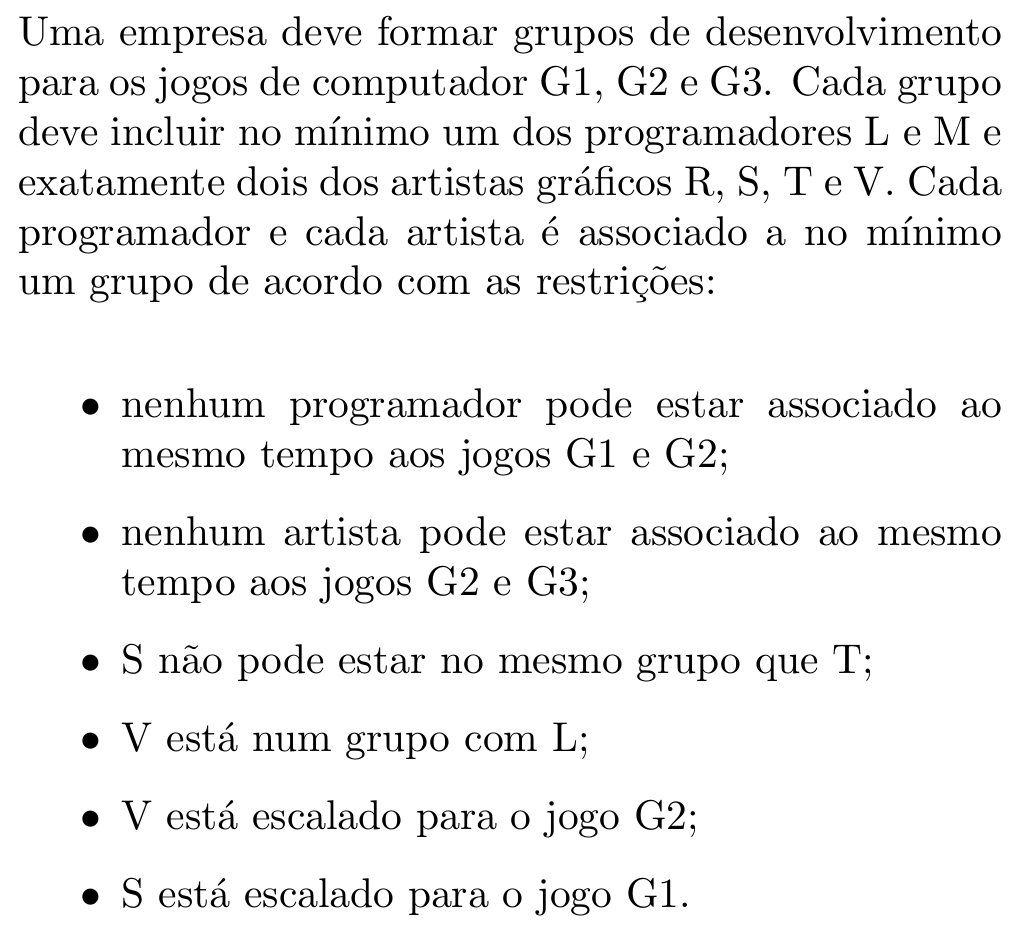 Uma empresa deve formar grupos de desenvolvimento
para os jogos de computador G1, G2 e G3. Cada grupo
deve incluir no mínimo um dos programadores L e M e
exatamente dois dos artistas gráficos R, S, T e V. Cada
programador e cada artista é associado a no mínimo
um grupo de acordo com as restrições:
• nenhum programador pode estar associado ao
mesmo tempo aos jogos G1 e G2;
• nenhum artista pode estar associado ao mesmo
tempo aos jogos G2 e G3;
• S não pode estar no mesmo grupo que T;
• V está num grupo com L;
• V está escalado para o jogo G2;
• S está escalado para o jogo G1.